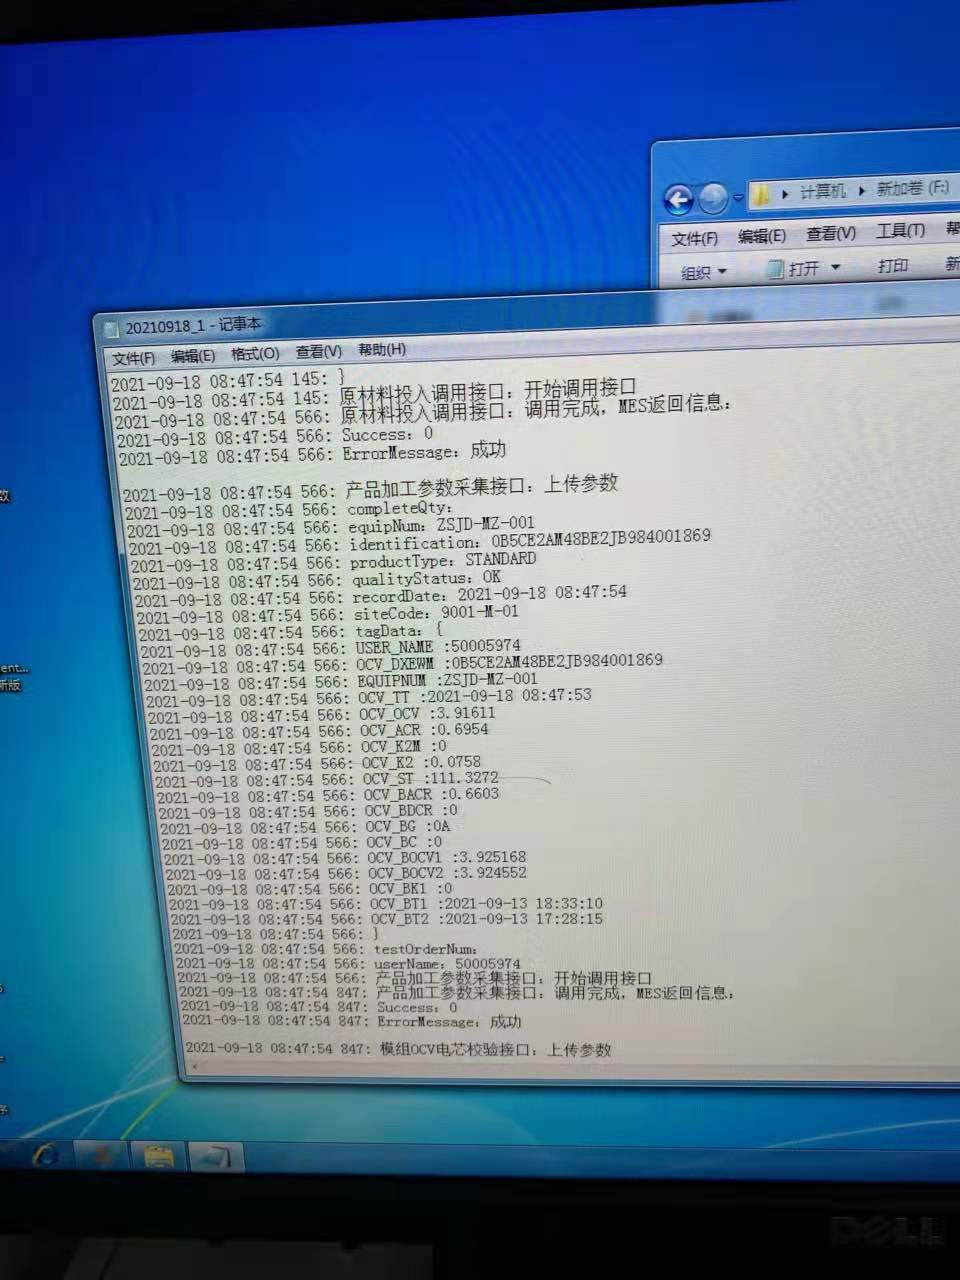 计算机 ▸ 新加卷 (F:)
文件(F) 编辑(E) 查看(V) 工具(T)
组织 打开 打印
20210918_1 - 记事本
文件(F) 编辑(E) 格式(O) 查看(V) 帮助(H)
2021-09-18 08:47:54 145: }
2021-09-18 08:47:54 145: 原材料投入调用接口：开始调用接口
2021-09-18 08:47:54 566: 原材料投入调用接口：调用完成，MES返回信息：
2021-09-18 08:47:54 566: Success：0
2021-09-18 08:47:54 566: ErrorMessage：成功
2021-09-18 08:47:54 566: 产品加工参数采集接口：上传参数
2021-09-18 08:47:54 566: completeQty：
2021-09-18 08:47:54 566: equipNum：ZSJD-MZ-001
2021-09-18 08:47:54 566: identification：0B5CE2AM48BE2JB984001869
2021-09-18 08:47:54 566: productType：STANDARD
2021-09-18 08:47:54 566: qualityStatus：OK
2021-09-18 08:47:54 566: recordDate：2021-09-18 08:47:54
2021-09-18 08:47:54 566: siteCode：9001-M-01
2021-09-18 08:47:54 566: tagData：{
2021-09-18 08:47:54 566: USER_NAME :50005974
2021-09-18 08:47:54 566: OCV_DXEWM :0B5CE2AM48BE2JB984001869
2021-09-18 08:47:54 566: EQUIPNUM :ZSJD-MZ-001
2021-09-18 08:47:54 566: OCV_TT :2021-09-18 08:47:53
2021-09-18 08:47:54 566: OCV_OCV :3.91611
2021-09-18 08:47:54 566: OCV_ACR :0.6954
2021-09-18 08:47:54 566: OCV_K2M :0
2021-09-18 08:47:54 566: OCV_K2 :0.0758
2021-09-18 08:47:54 566: OCV_ST :111.3272
2021-09-18 08:47:54 566: OCV_BACR :0.6603
2021-09-18 08:47:54 566: OCV_BDCR :0
2021-09-18 08:47:54 566: OCV_BG :0A
2021-09-18 08:47:54 566: OCV_BC :0
2021-09-18 08:47:54 566: OCV_BOCV1 :3.925168
2021-09-18 08:47:54 566: OCV_BOCV2 :3.924552
2021-09-18 08:47:54 566: OCV_BK1 :0
2021-09-18 08:47:54 566: OCV_BT1 :2021-09-13 18:33:10
2021-09-18 08:47:54 566: OCV_BT2 :2021-09-13 17:28:15
2021-09-18 08:47:54 566: }
2021-09-18 08:47:54 566: testOrderNum：
2021-09-18 08:47:54 566: userName：50005974
2021-09-18 08:47:54 566: 产品加工参数采集接口：开始调用接口
2021-09-18 08:47:54 847: 产品加工参数采集接口：调用完成，MES返回信息：
2021-09-18 08:47:54 847: Success：0
2021-09-18 08:47:54 847: ErrorMessage：成功
2021-09-18 08:47:54 847: 模组OCV电芯校验接口：上传参数
DELL